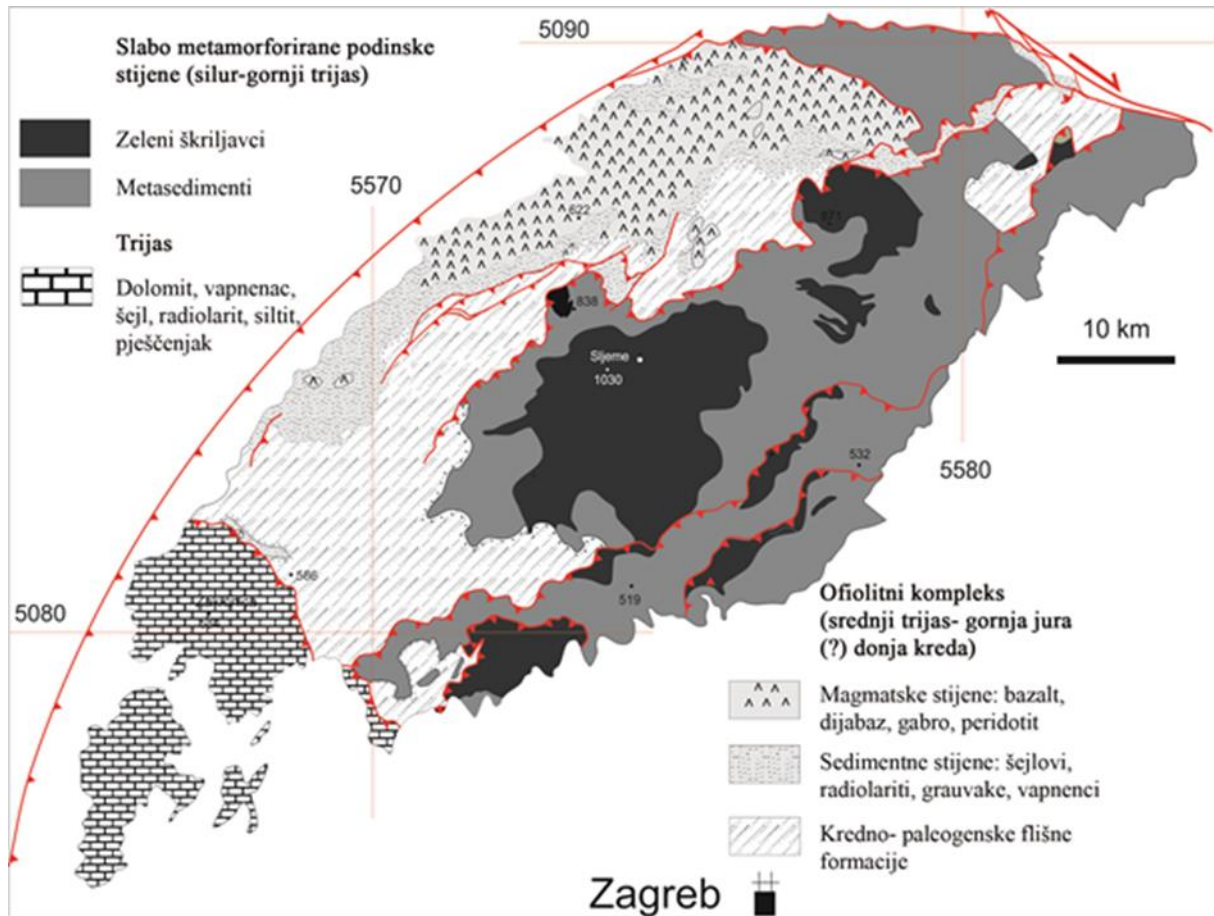 Slabo metamorforirane podinske
stijene (silur-gornji trijas)
Zeleni škriljavci
Metasedimenti
Trijas
Dolomit, vapnenac,
šejl, radiolarit, siltit,
pješčenjak
5090
5570
622
871
838
Sljeme
1030
10 km
532
5580
586
519
5080
Ofiolitni kompleks
(srednji trijas- gornja jura
(?) donja kreda)
Magmatske stijene: bazalt,
dijabaz, gabro, peridotit
Sedimentne stijene: šejlovi,
radiolariti, grauvake, vapnenci
Kredno- paleogenske flišne
formacije
Zagreb